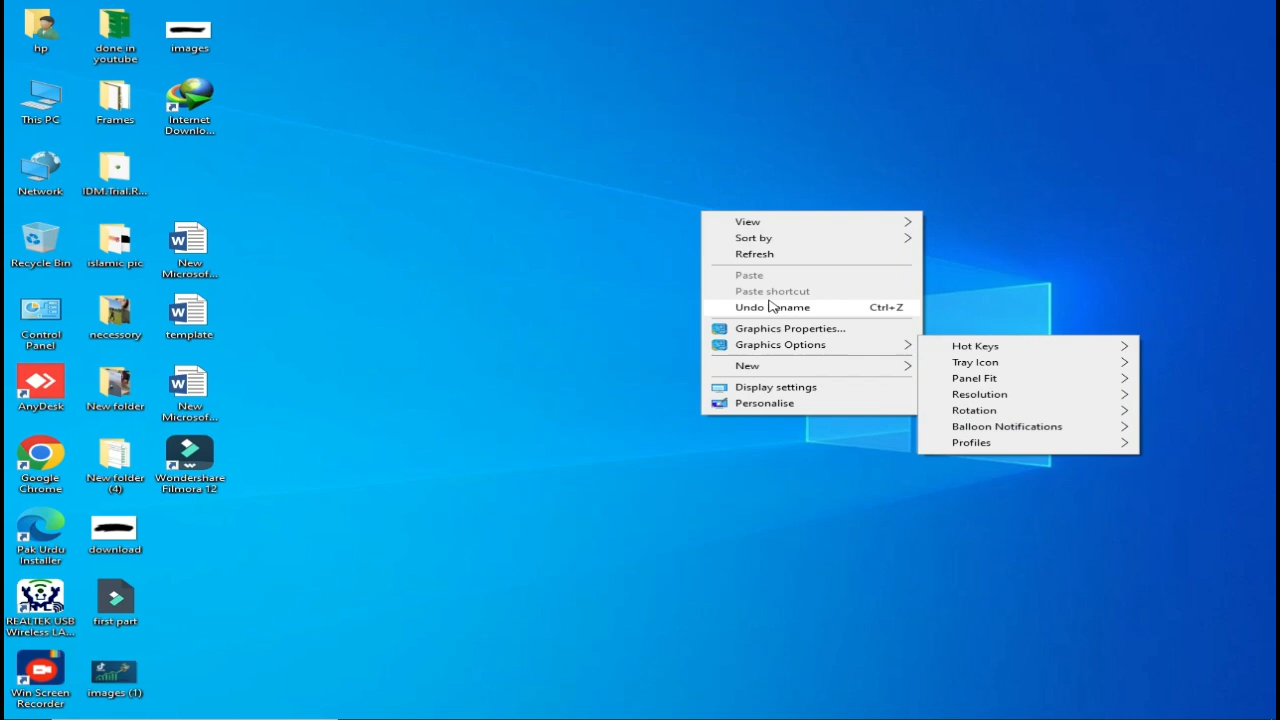 hp
done in
youtube
images
This PC
Frames
Internet
Downlo...
Network
IDM.Trial.R...
Recycle Bin
islamic pic
New
Microsof...
Control
Panel
necessory
template
AnyDesk
New folder
New
Microsof...
Google
Chrome
New folder
(4)
Wondershare
Filmora 12
Pak Urdu
Installer
download
REALTEK USB
Wireless LA...
first part
Win Screen
Recorder
images (1)
View
Sort by
Refresh
Paste
Paste shortcut
Undo Rename Ctrl+Z
Graphics Properties...
Graphics Options
New
Display settings
Personalise
Hot Keys
Tray Icon
Panel Fit
Resolution
Rotation
Balloon Notifications
Profiles